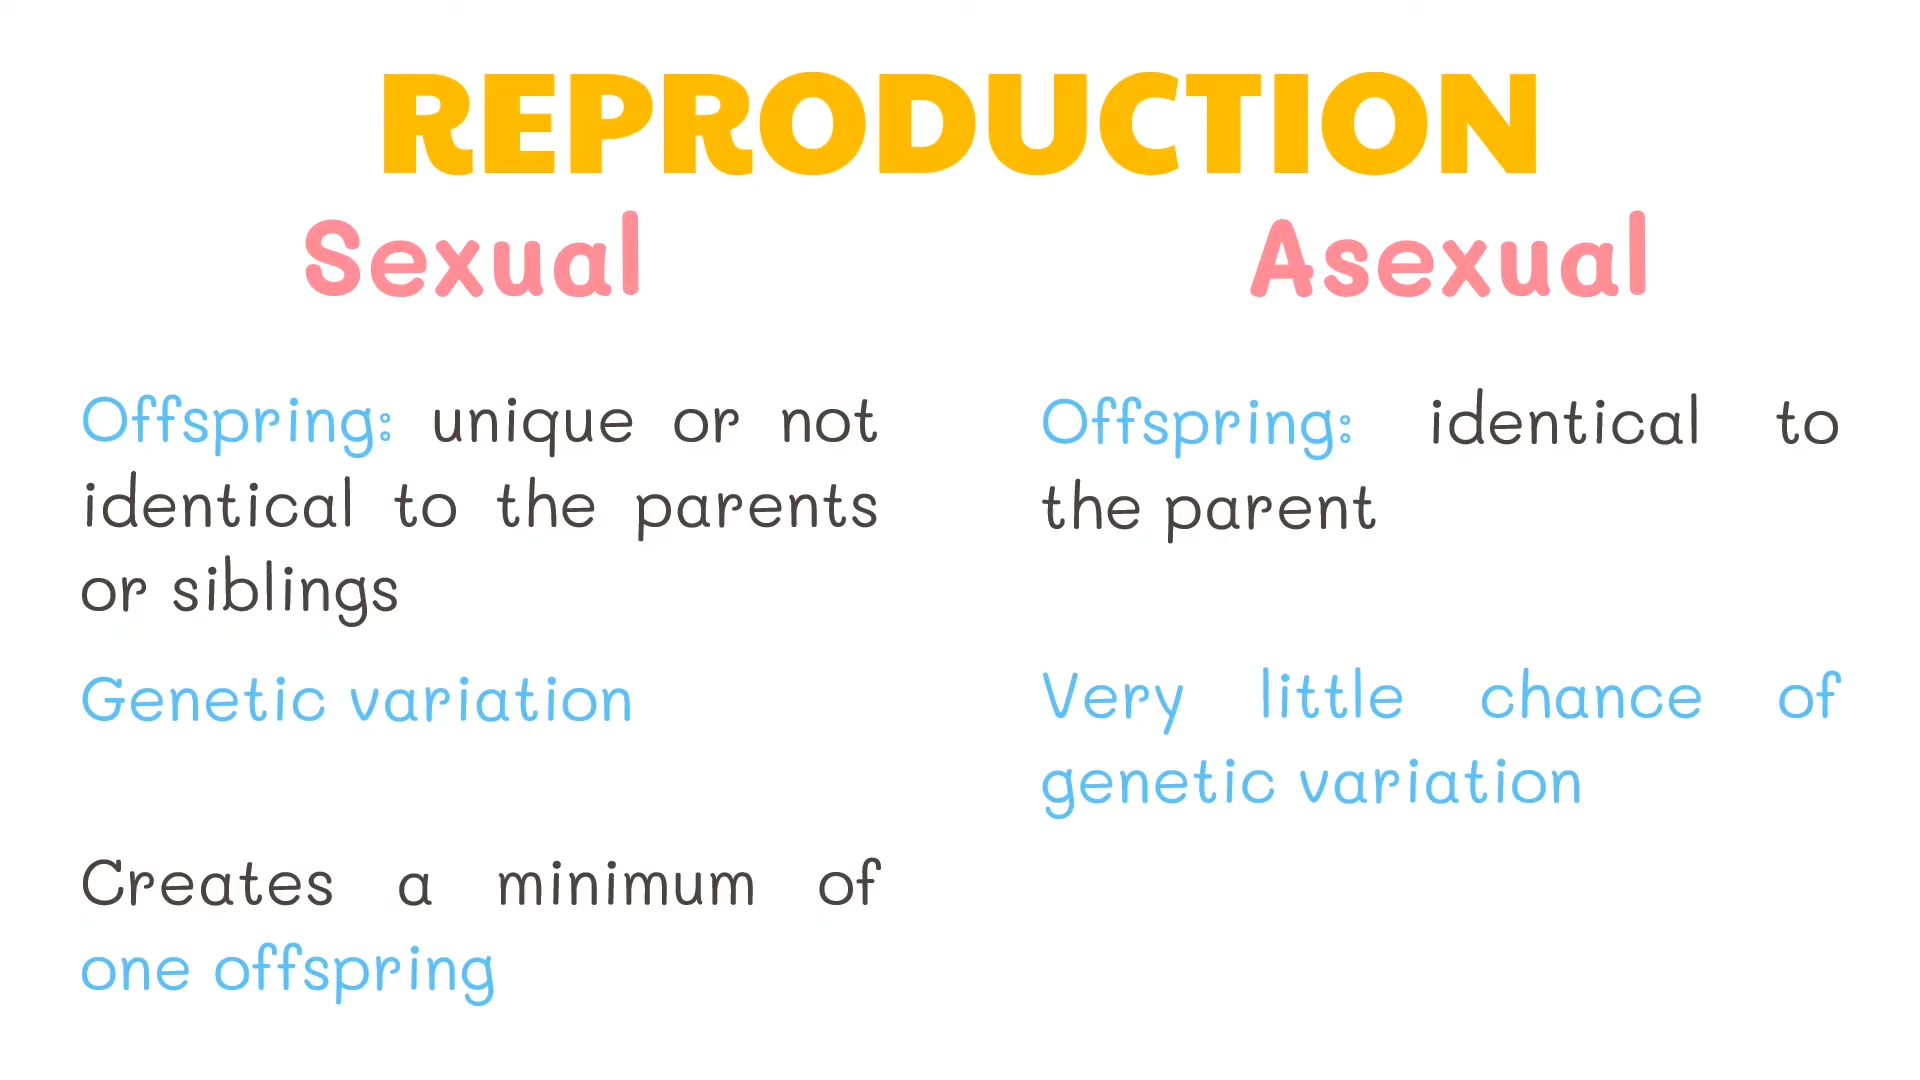 REPRODUCTION
Sexual
Offspring: unique or not
identical to the parents
or siblings
Genetic variation
Creates a minimum of
one offspring
Asexual
Offspring: identical to
the parent
Very little chance of
genetic variation